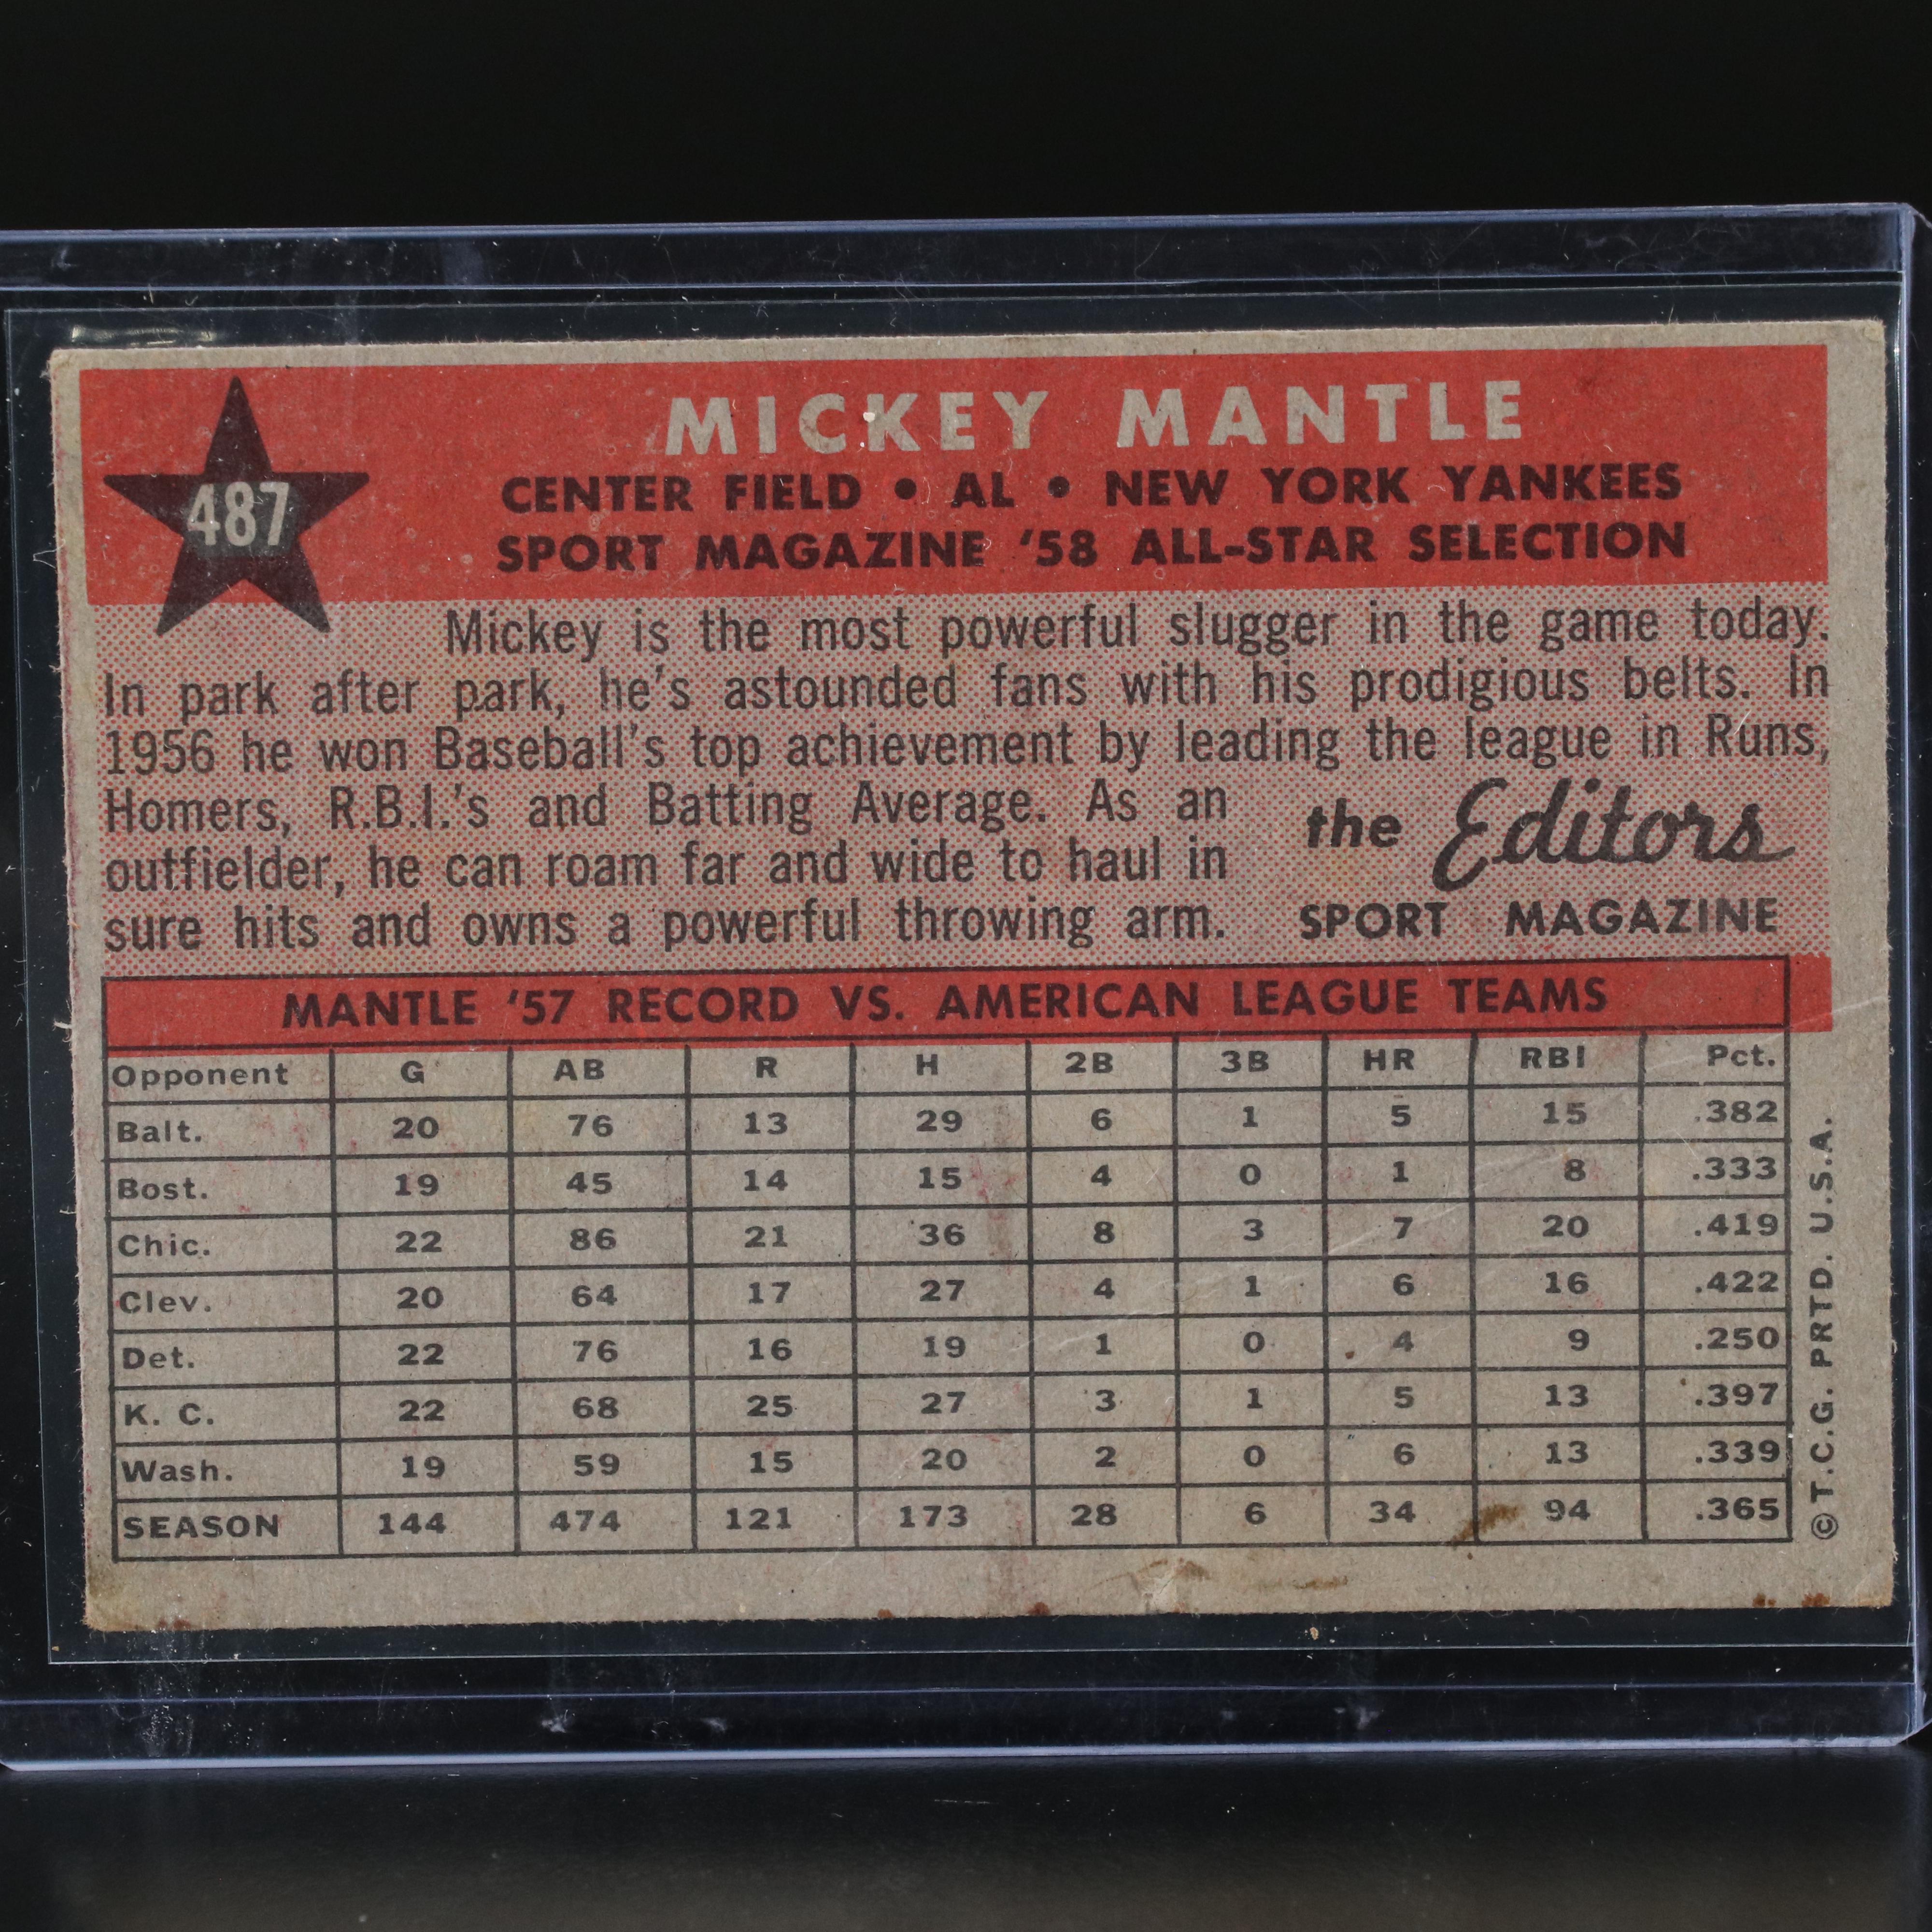 487
MICKEY MANTLE
CENTER FIELD • AL • NEW YORK YANKEES
SPORT MAGAZINE '58 ALL-STAR SELECTION
Mickey is the most powerful slugger in the game today.
In park after park, he's astounded fans with his prodigious belts. In
1956 he won Baseball's top achievement by leading the league in Runs,
Homers, R.B.I.'s and Batting Average. As an
outfielder, he can roam far and wide to haul in
sure hits and owns a powerful throwing arm.
the Editors
SPORT MAGAZINE
MANTLE '57 RECORD VS. AMERICAN LEAGUE TEAMS
Opponent G AB R H 2B 3B HR RBI Pct.
Balt. 20 76 13 29 6 1 5 15 .382
Bost. 19 45 14 15 4 0 1 8 .333
Chic. 22 86 21 36 8 3 7 20 .419
Clev. 20 64 17 27 4 1 6 16 .422
Det. 22 76 16 19 1 0 4 9 .250
K. C. 22 68 25 27 3 1 5 13 .397
Wash. 19 59 15 20 2 0 6 13 .339
SEASON 144 474 121 173 28 6 34 94 .365
© T.C.G. PRTD. U.S.A.